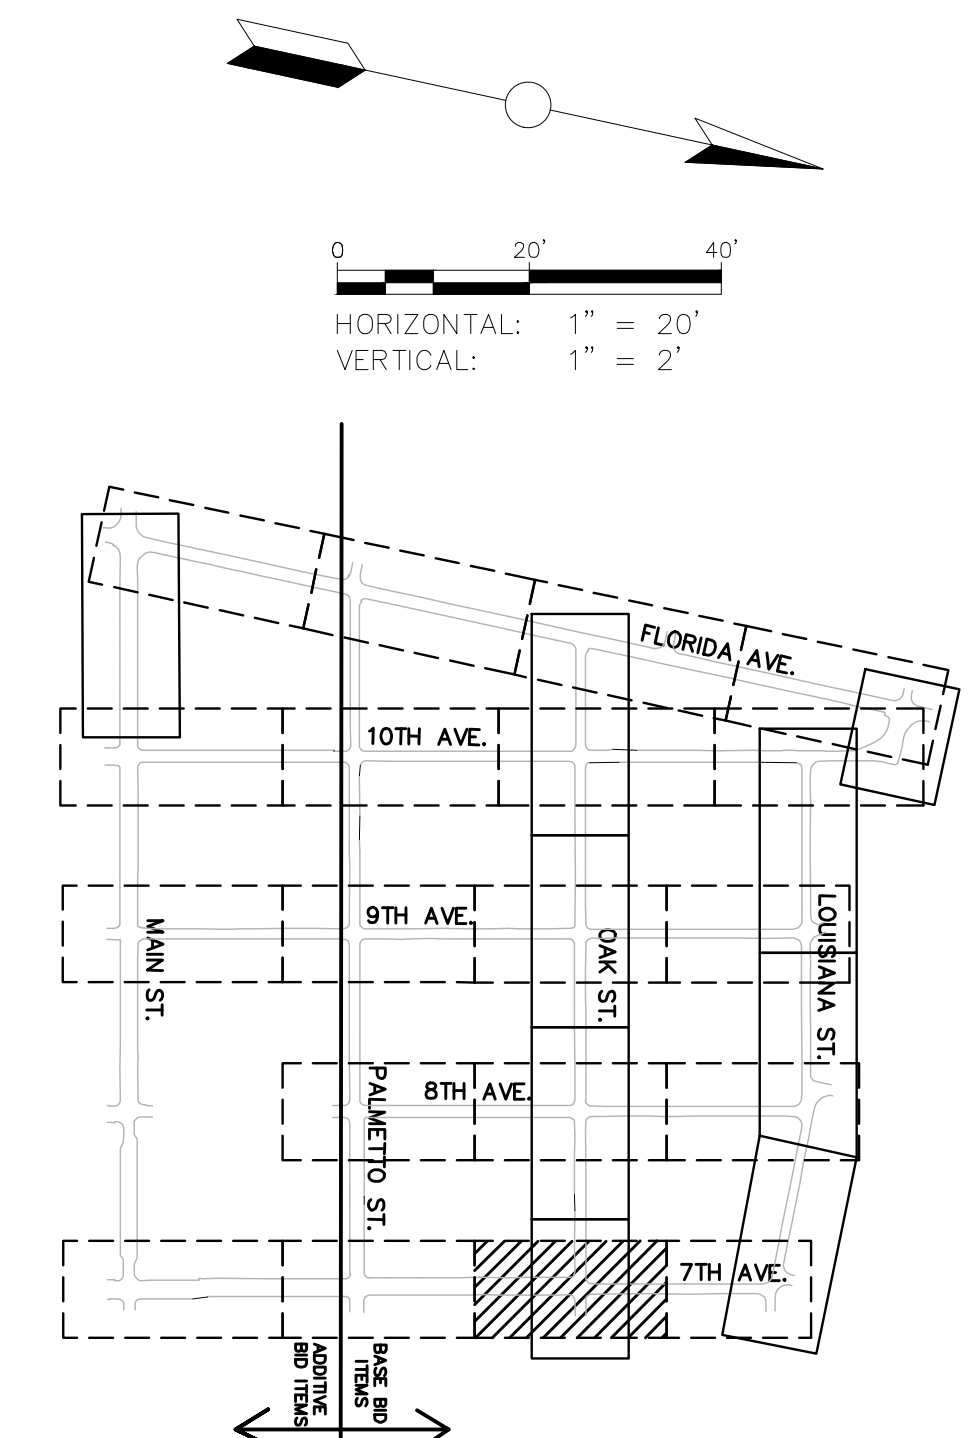 0 20' 40'
HORIZONTAL: 1" = 20'
VERTICAL: 1" = 2'
FLORIDA AVE.
10TH AVE.
9TH AVE.
MAIN ST.
OAK ST.
LOUISIANA ST.
8TH AVE.
PALMETTO ST.
7TH AVE.
ADDITIVE
BID ITEMS
BASE BID
ITEMS